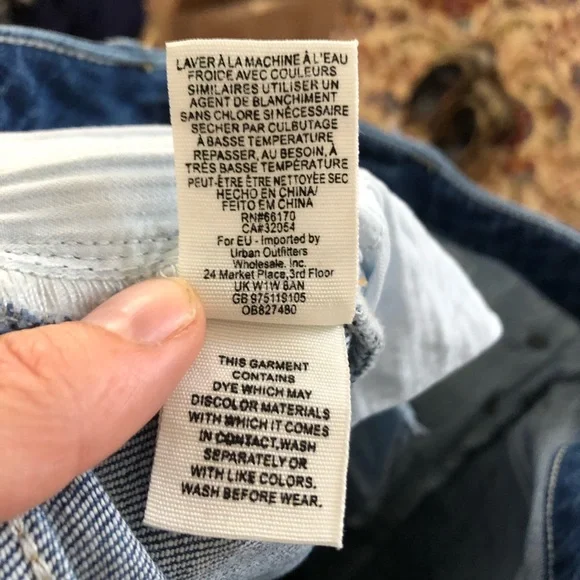 LAVER À LA MACHINE À L'EAU
FROIDE AVEC COULEURS
SIMILAIRES UTILISER UN
AGENT DE BLANCHIMENT
SANS CHLORE SI NÉCESSAIRE
SÉCHER PAR CULBUTAGE
À BASSE TEMPÉRATURE
REPASSER, AU BESOIN, À
TRÈS BASSE TEMPÉRATURE
PEUT-ÊTRE ÊTRE NETTOYÉE SEC
HECHO EN CHINA/
FEITO EM CHINA
RN#66170
CA#32054
For EU - Imported by
Urban Outfitters
Wholesale, Inc.
24 Market Place, 3rd Floor
UK W1W 8AN
GB 975118105
OB827480
THIS GARMENT
CONTAINS
DYE WHICH MAY
DISCOLOR MATERIALS
WITH WHICH IT COMES
IN CONTACT.WASH
SEPARATELY OR
WITH LIKE COLORS.
WASH BEFORE WEAR.